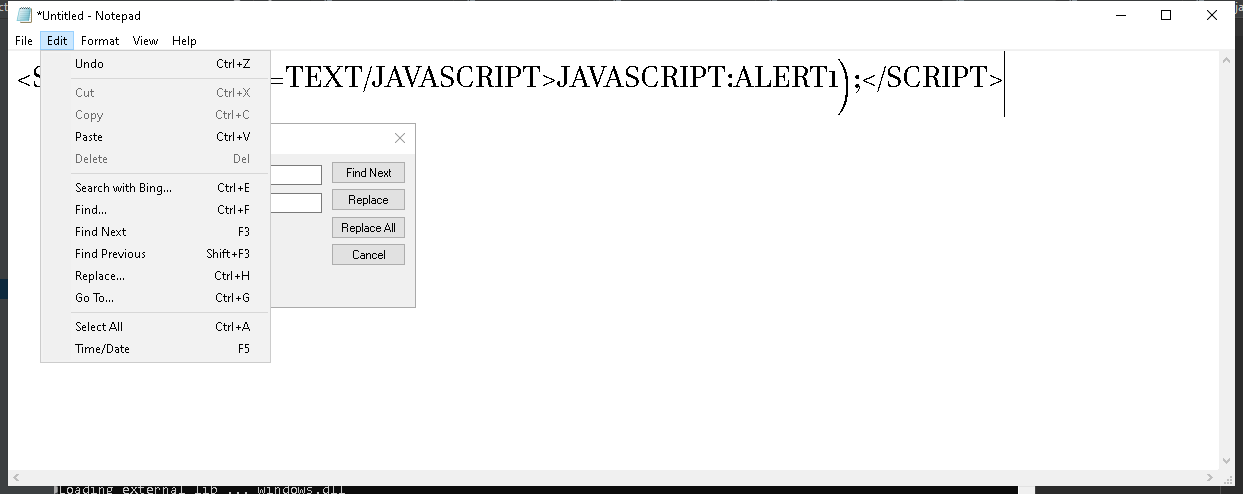 *Untitled - Notepad
File Edit Format View Help
=TEXT/JAVASCRIPT>JAVASCRIPT:ALERT1);</SCRIPT>
Undo Ctrl+Z
Cut Ctrl+X
Copy Ctrl+C
Paste Ctrl+V
Delete Del
Search with Bing... Ctrl+E
Find... Ctrl+F
Find Next F3
Find Previous Shift+F3
Replace... Ctrl+H
Go To... Ctrl+G
Select All Ctrl+A
Time/Date F5
Find Next
Replace
Replace All
Cancel
Loading external lib ... windows.dll